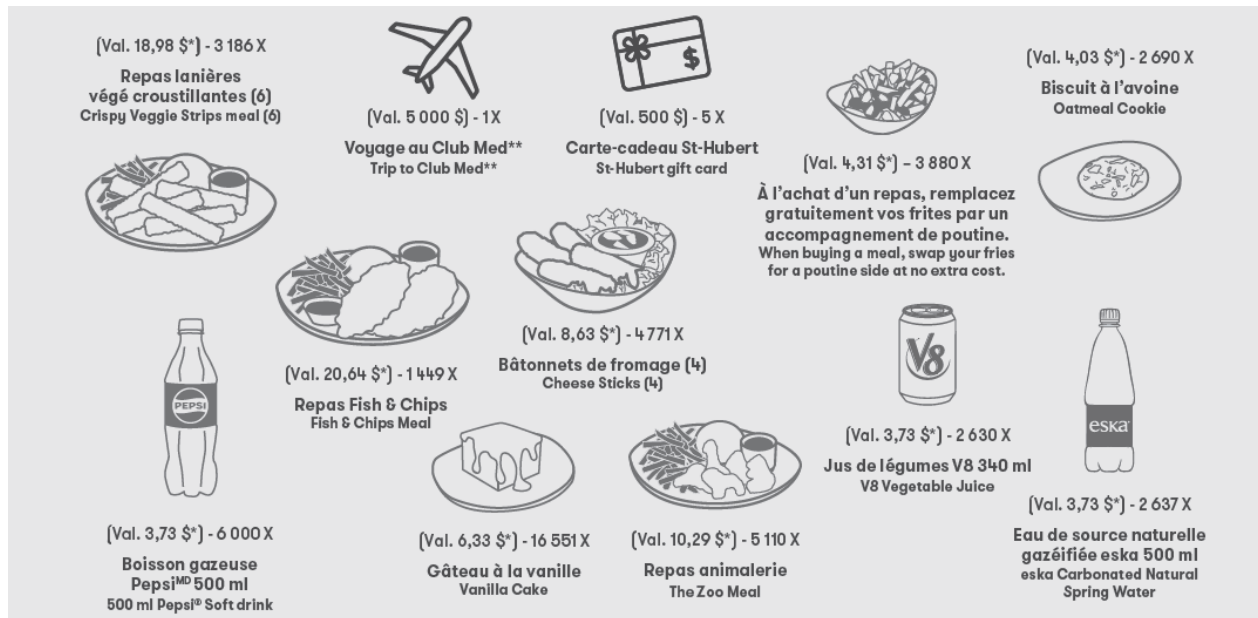 (Val. 18,98 $*) - 3 186 X
Repas lanières
végé croustillantes (6)
Crispy Veggie Strips meal (6)
$
(Val. 5 000 $) - 1 X
Voyage au Club Med**
Trip to Club Med**
(Val. 500 $) - 5 X
Carte-cadeau St-Hubert
St-Hubert gift card
(Val. 4,31 $*) – 3 880 X
À l'achat d'un repas, remplacez
gratuitement vos frites par un
accompagnement de poutine.
When buying a meal, swap your fries
for a poutine side at no extra cost.
(Val. 4,03 $*) - 2 690 X
Biscuit à l'avoine
Oatmeal Cookie
(Val. 20,64 $*) - 1 449 X
Repas Fish & Chips
Fish & Chips Meal
(Val. 8,63 $*) - 4 771 X
Bâtonnets de fromage (4)
Cheese Sticks (4)
V8
(Val. 3,73 $*) - 2 630 X
Jus de légumes V8 340 ml
V8 Vegetable Juice
eska
(Val. 3,73 $*) - 2 637 X
Eau de source naturelle
gazéifiée eska 500 ml
eska Carbonated Natural
Spring Water
PEPSI
(Val. 3,73 $*) - 6 000 X
Boisson gazeuse
Pepsiᴹᴰ 500 ml
500 ml Pepsi® Soft drink
(Val. 6,33 $*) - 16 551 X
Gâteau à la vanille
Vanilla Cake
(Val. 10,29 $*) - 5 110 X
Repas animalerie
The Zoo Meal